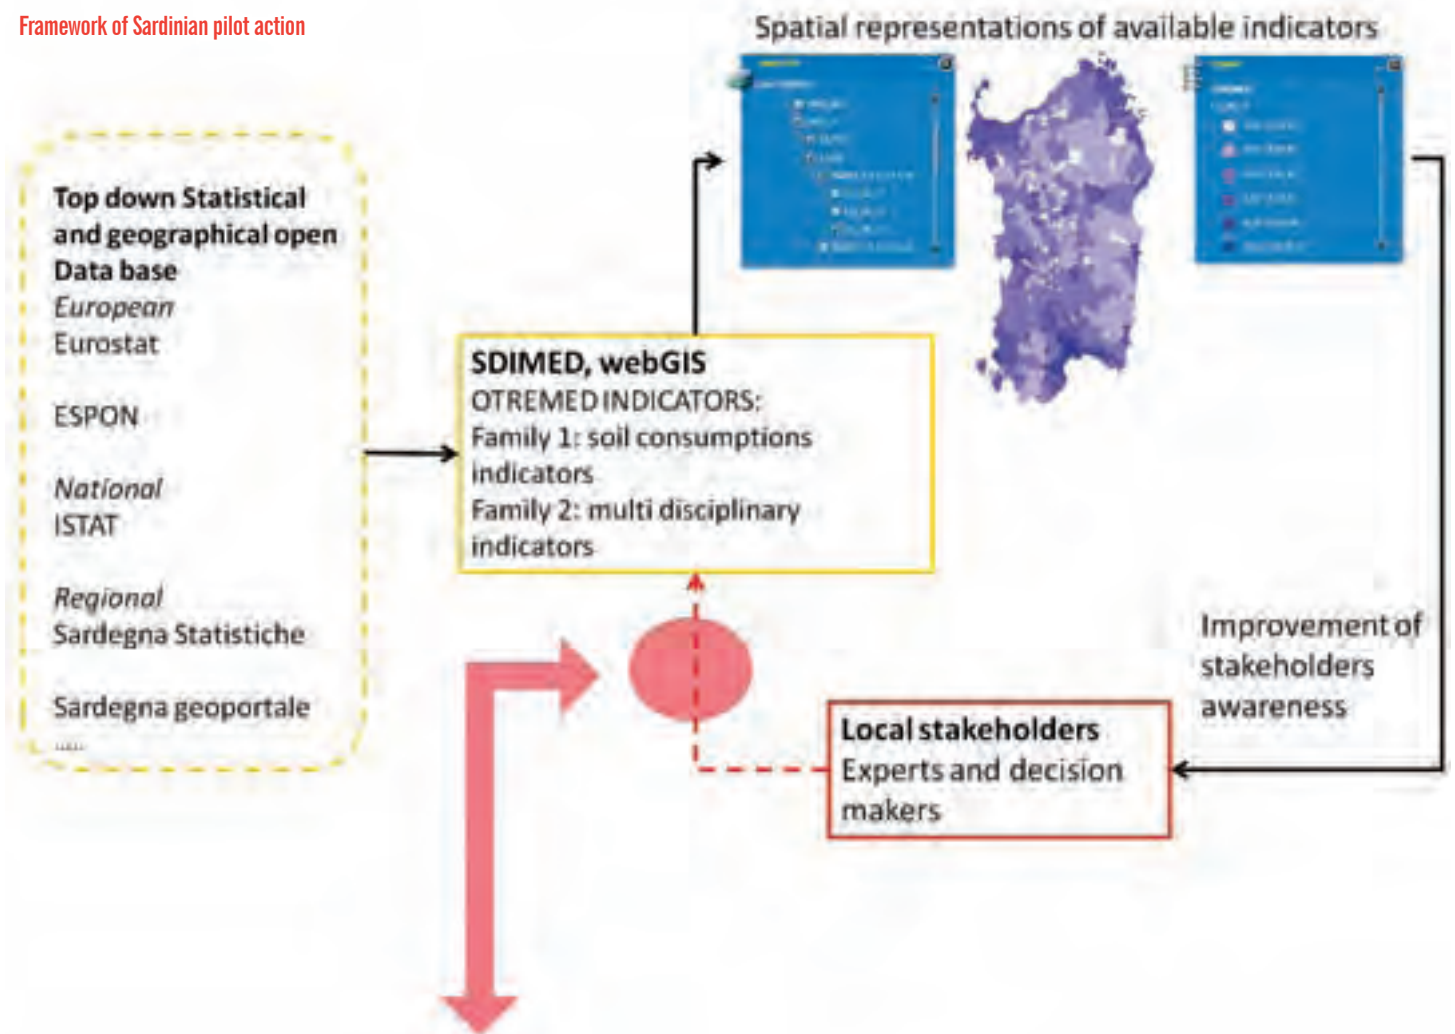 Framework of Sardinian pilot action
Spatial representations of available indicators
Top down Statistical
and geographical open
Data base
European
Eurostat
ESPON
National
ISTAT
Regional
Sardegna Statistiche
Sardegna geoportale
.....
SDIMED, webGIS
OTREMED INDICATORS:
Family 1: soil consumptions
indicators
Family 2: multi disciplinary
indicators
Improvement of
stakeholders
awareness
Local stakeholders
Experts and decision
makers